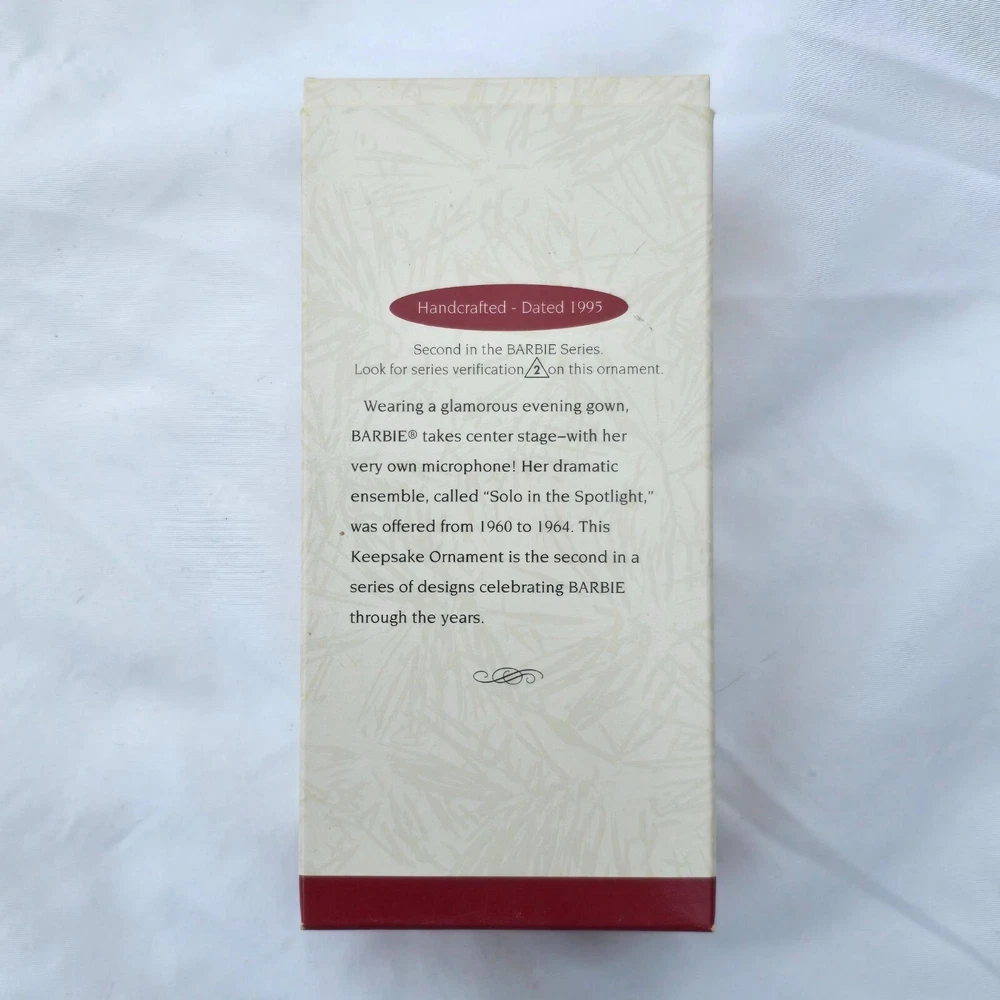 Handcrafted - Dated 1995
Second in the BARBIE Series.
Look for series verification 2 on this ornament.
Wearing a glamorous evening gown,
BARBIE® takes center stage–with her
very own microphone! Her dramatic
ensemble, called “Solo in the Spotlight,”
was offered from 1960 to 1964. This
Keepsake Ornament is the second in a
series of designs celebrating BARBIE
through the years.